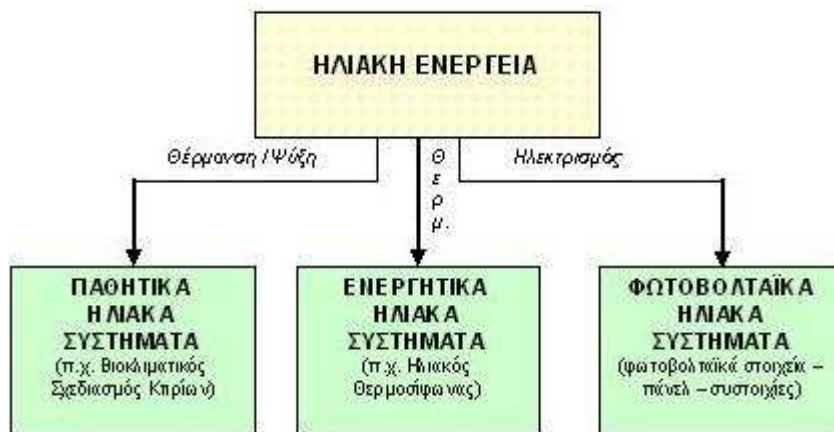 ΗΛΙΑΚΗ ΕΝΕΡΓΕΙΑ
Θέρμανση / Ψύξη
Θερμ.
Ηλεκτρισμός
ΠΑΘΗΤΙΚΑ
ΗΛΙΑΚΑ
ΣΥΣΤΗΜΑΤΑ
(π.χ. Βιοκλιματικός
Σχεδιασμός Κτιρίων)
ΕΝΕΡΓΗΤΙΚΑ
ΗΛΙΑΚΑ
ΣΥΣΤΗΜΑΤΑ
(π.χ. Ηλιακός
Θερμοσίφωνας)
ΦΩΤΟΒΟΛΤΑΪΚΑ
ΗΛΙΑΚΑ
ΣΥΣΤΗΜΑΤΑ
(φωτοβολταϊκά στοιχεία –
πάνελ – συστοιχίες)